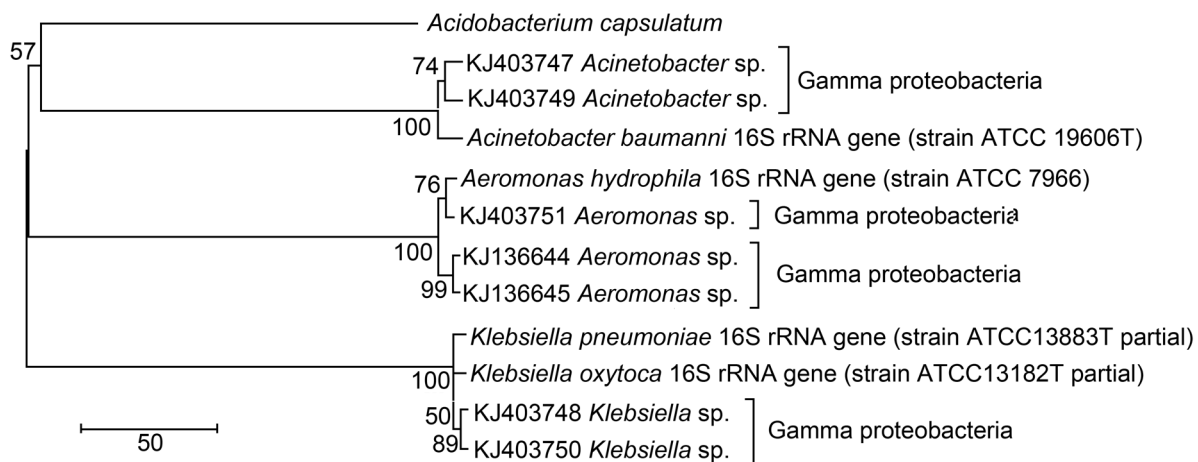 Acidobacterium capsulatum
57
74
KJ403747 Acinetobacter sp.
Gamma proteobacteria
KJ403749 Acinetobacter sp.
100
Acinetobacter baumanni 16S rRNA gene (strain ATCC 19606T)
76
Aeromonas hydrophila 16S rRNA gene (strain ATCC 7966)
KJ403751 Aeromonas sp.
Gamma proteobacteria
100
KJ136644 Aeromonas sp.
Gamma proteobacteria
99
KJ136645 Aeromonas sp.
Klebsiella pneumoniae 16S rRNA gene (strain ATCC13883T partial)
100
Klebsiella oxytoca 16S rRNA gene (strain ATCC13182T partial)
50
KJ403748 Klebsiella sp.
Gamma proteobacteria
89
KJ403750 Klebsiella sp.
50